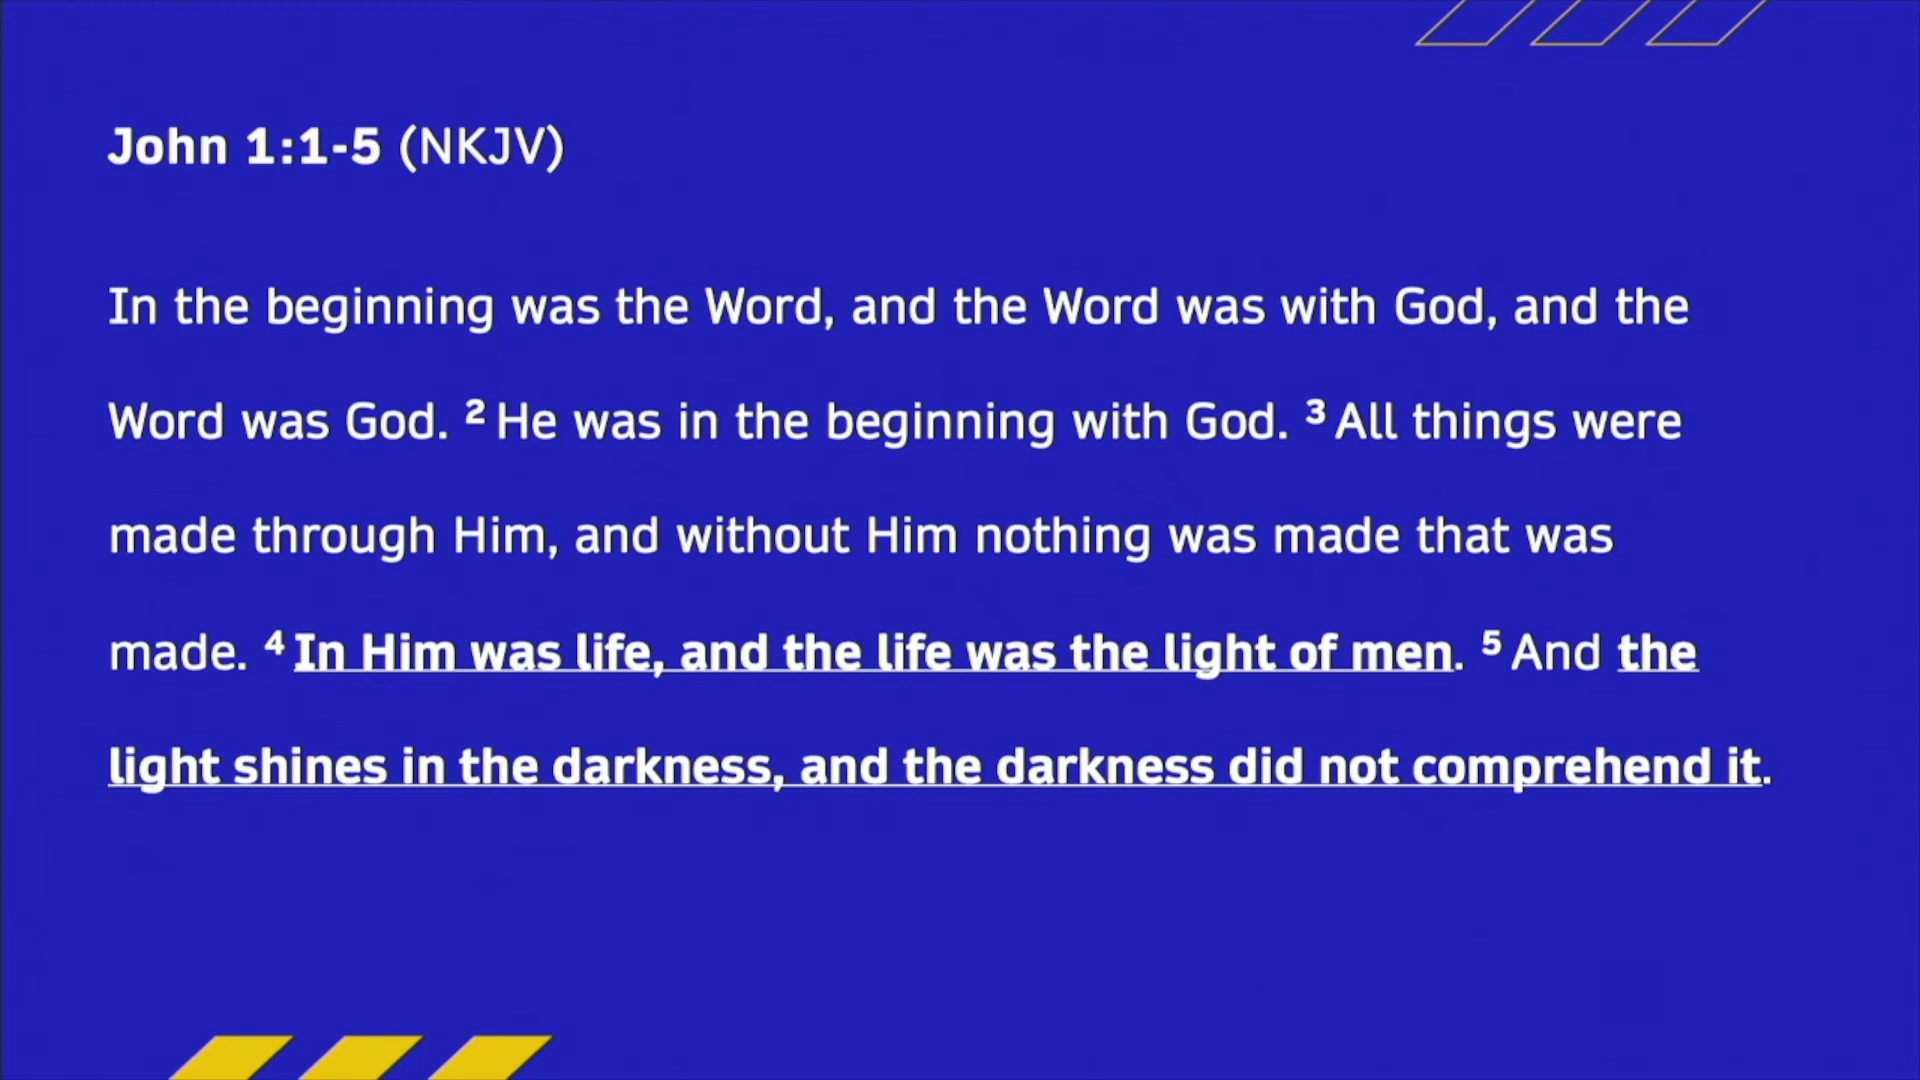 John 1:1-5 (NKJV)
In the beginning was the Word, and the Word was with God, and the
Word was God. ² He was in the beginning with God. ³ All things were
made through Him, and without Him nothing was made that was
made. ⁴ In Him was life, and the life was the light of men. ⁵ And the
light shines in the darkness, and the darkness did not comprehend it.